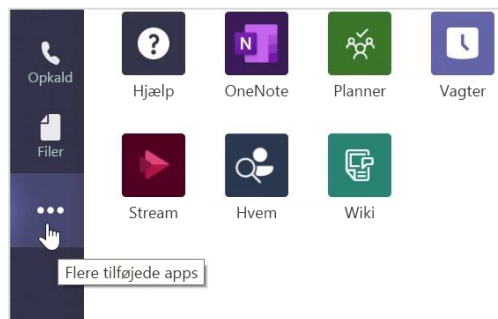 Opkald
Filer
Hjælp
N
OneNote
Planner
Vagter
Stream
Hvem
Wiki
Flere tilføjede apps